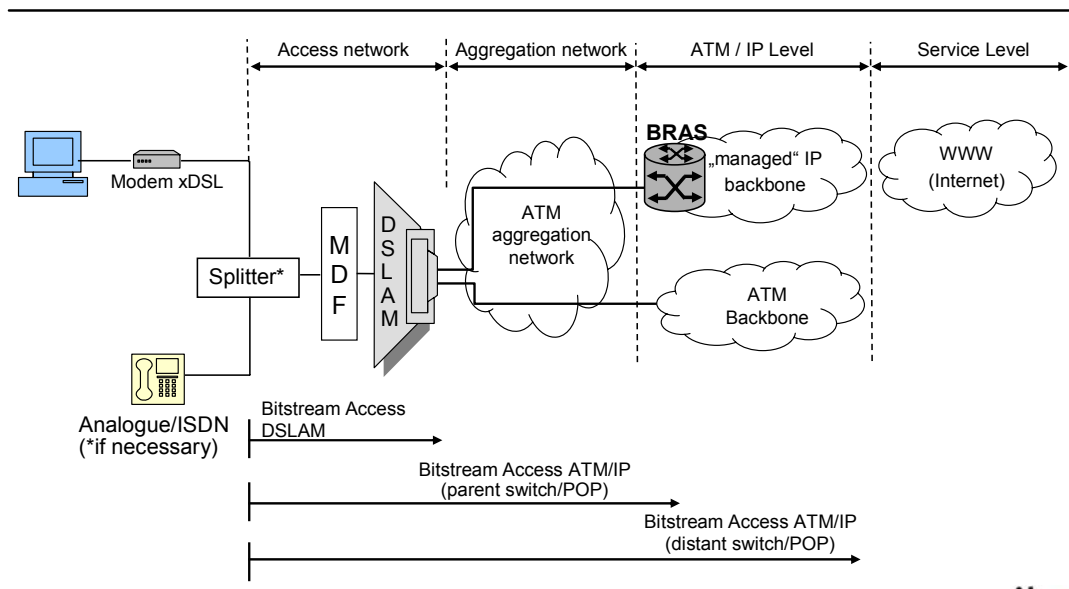 Access network
Aggregation network
ATM / IP Level
Service Level
BRAS
„managed“ IP
backbone
WWW
(Internet)
Modem xDSL
ATM
aggregation
network
DSLAM
MDF
Splitter*
ATM
Backbone
Analogue/ISDN
(*if necessary)
Bitstream Access
DSLAM
Bitstream Access ATM/IP
(parent switch/POP)
Bitstream Access ATM/IP
(distant switch/POP)